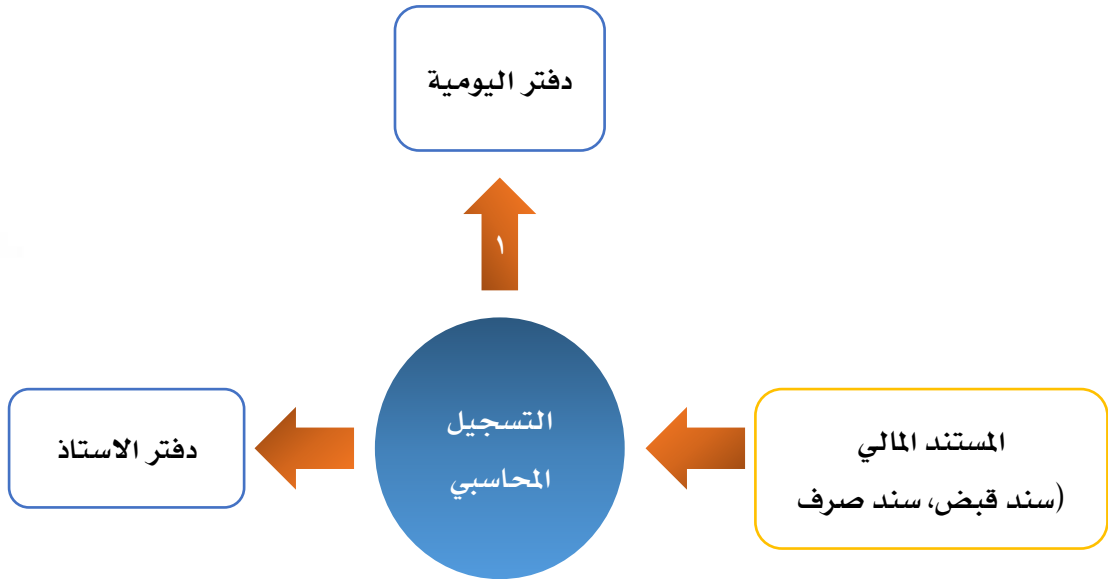 دفتر اليومية
١
المستند المالي
(سند قبض، سند صرف
التسجيل
المحاسبي
دفتر الاستاذ